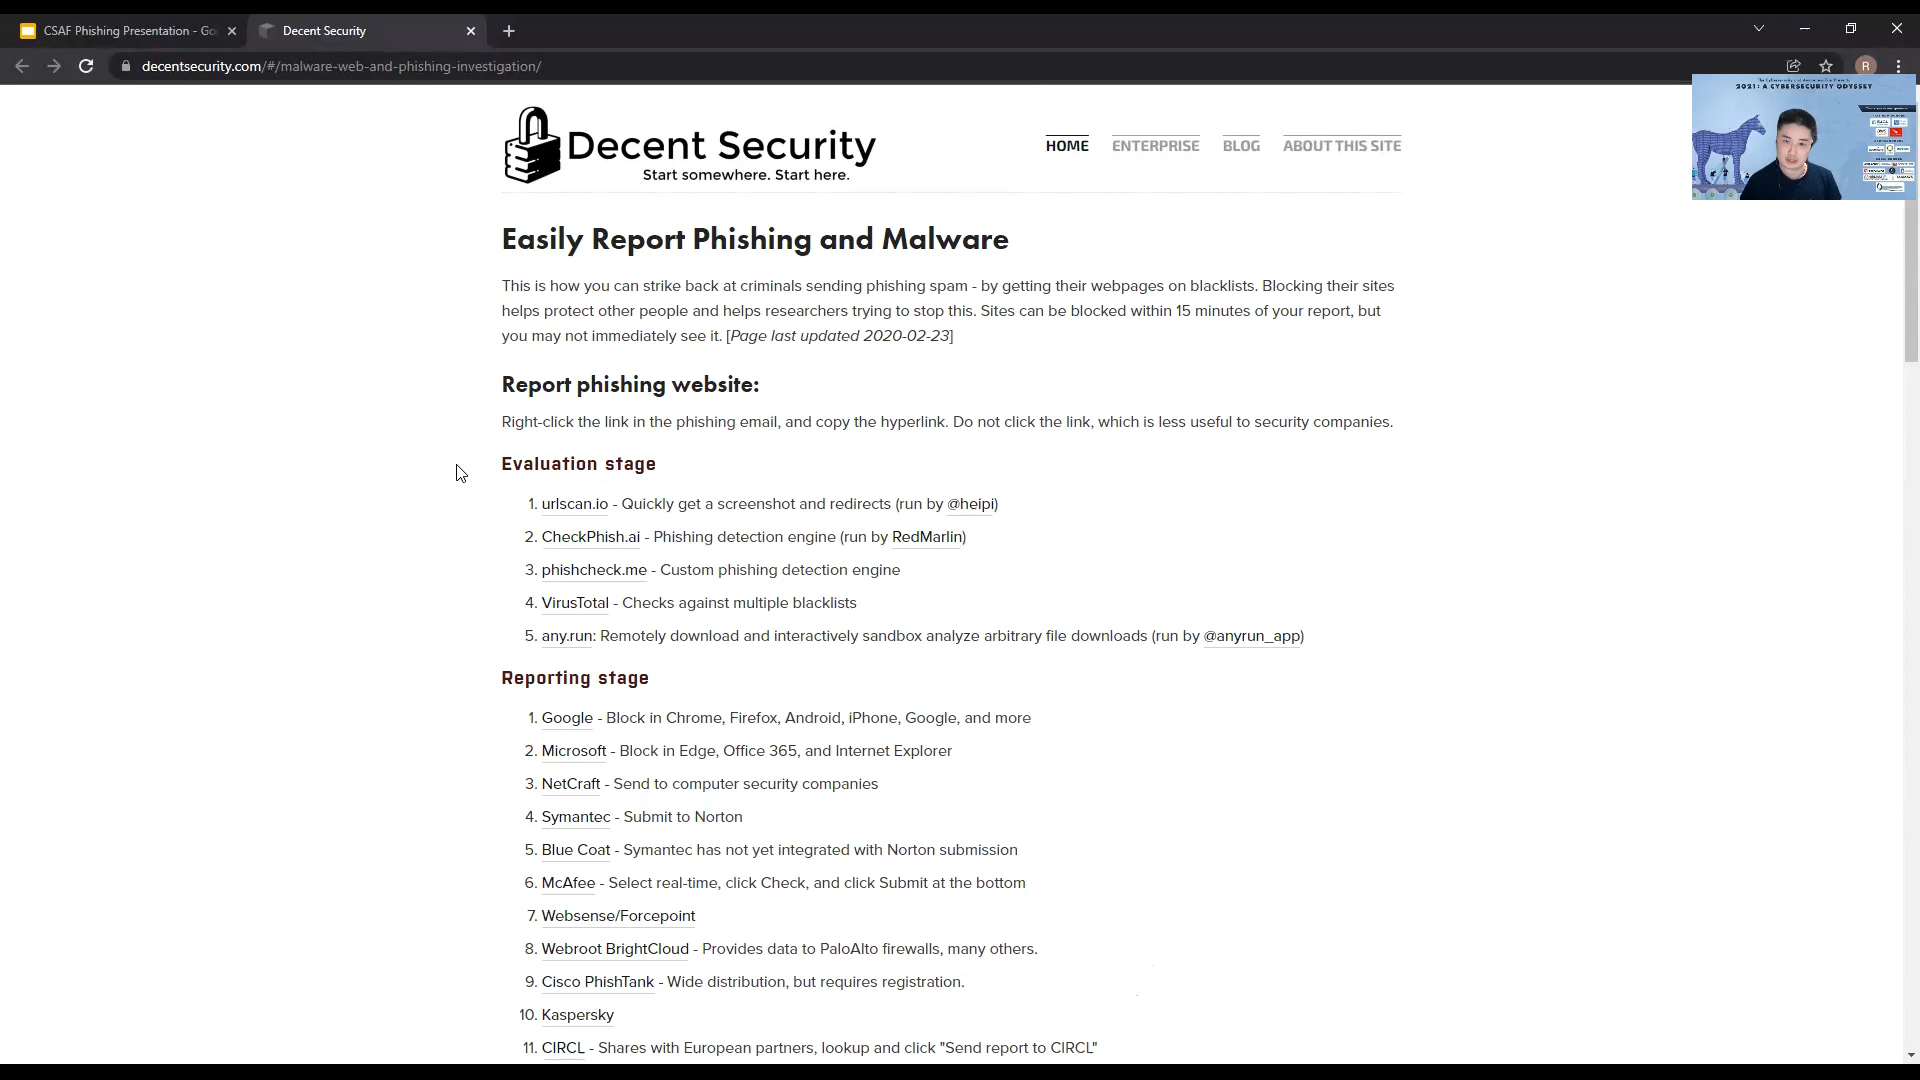 CSAF Phishing Presentation - Go
Decent Security
decentsecurity.com/#/malware-web-and-phishing-investigation/
R
2021: A CYBERSECURITY ODYSSEY
Decent Security
Start somewhere. Start here.
HOME
ENTERPRISE
BLOG
ABOUT THIS SITE
Easily Report Phishing and Malware
This is how you can strike back at criminals sending phishing spam - by getting their webpages on blacklists. Blocking their sites
helps protect other people and helps researchers trying to stop this. Sites can be blocked within 15 minutes of your report, but
you may not immediately see it. [Page last updated 2020-02-23]
Report phishing website:
Right-click the link in the phishing email, and copy the hyperlink. Do not click the link, which is less useful to security companies.
Evaluation stage
1. urlscan.io - Quickly get a screenshot and redirects (run by @heipi)
2. CheckPhish.ai - Phishing detection engine (run by RedMarlin)
3. phishcheck.me - Custom phishing detection engine
4. VirusTotal - Checks against multiple blacklists
5. any.run: Remotely download and interactively sandbox analyze arbitrary file downloads (run by @anyrun_app)
Reporting stage
1. Google - Block in Chrome, Firefox, Android, iPhone, Google, and more
2. Microsoft - Block in Edge, Office 365, and Internet Explorer
3. NetCraft - Send to computer security companies
4. Symantec - Submit to Norton
5. Blue Coat - Symantec has not yet integrated with Norton submission
6. McAfee - Select real-time, click Check, and click Submit at the bottom
7. Websense/Forcepoint
8. Webroot BrightCloud - Provides data to PaloAlto firewalls, many others.
9. Cisco PhishTank - Wide distribution, but requires registration.
10. Kaspersky
11. CIRCL - Shares with European partners, lookup and click "Send report to CIRCL"